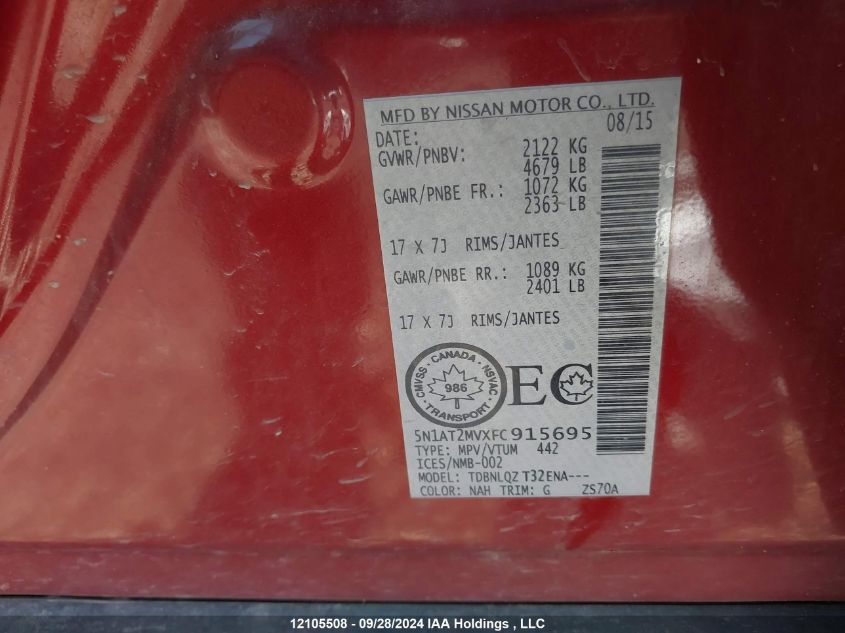 MFD BY NISSAN MOTOR CO., LTD.
DATE: 08/15
GVWR/PNBV: 2122 KG
4679 LB
GAWR/PNBE FR.: 1072 KG
2363 LB
17 X 7J RIMS/JANTES
GAWR/PNBE RR.: 1089 KG
2401 LB
17 X 7J RIMS/JANTES
CMVSS · CANADA · NSVAC
986
TRANSPORT
EC
5N1AT2MVXFC915695
TYPE: MPV/VTUM 442
ICES/NMB-002
MODEL: TDBNLQZ T32ENA---
COLOR: NAH TRIM: G ZS70A
12105508 - 09/28/2024 IAA Holdings , LLC